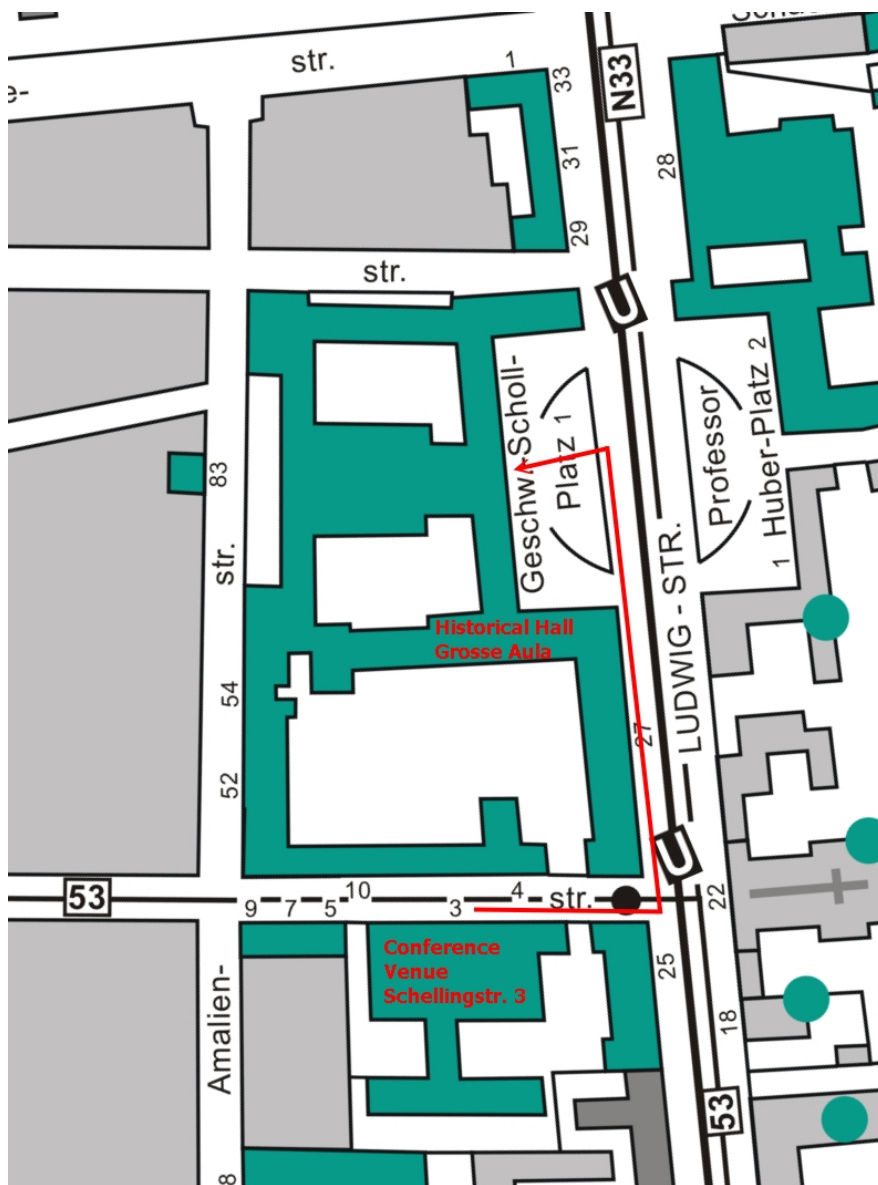 str.
1
33
N33
e-
31
28
29
str.
U
Geschw.-Scholl-
Platz 1
Professor
Huber-Platz 2
83
1
str.
LUDWIG - STR.
Historical Hall
Grosse Aula
54
27
52
U
53
10
4
str.
22
9
7
5
3
Conference
Venue
Schellingstr. 3
25
18
Amalien-
53
8